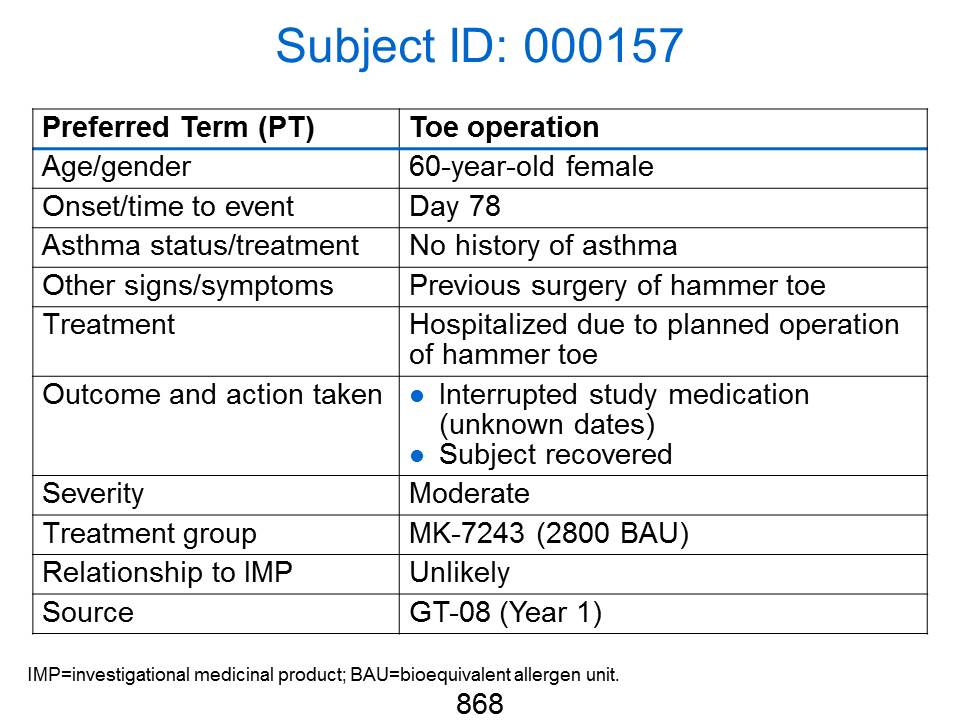 Subject ID: 000157
Preferred Term (PT) Toe operation
Age/gender 60-year-old female
Onset/time to event Day 78
Asthma status/treatment No history of asthma
Other signs/symptoms Previous surgery of hammer toe
Treatment Hospitalized due to planned operation
of hammer toe
Outcome and action taken ● Interrupted study medication
(unknown dates)
● Subject recovered
Severity Moderate
Treatment group MK-7243 (2800 BAU)
Relationship to IMP Unlikely
Source GT-08 (Year 1)
IMP=investigational medicinal product; BAU=bioequivalent allergen unit.
868